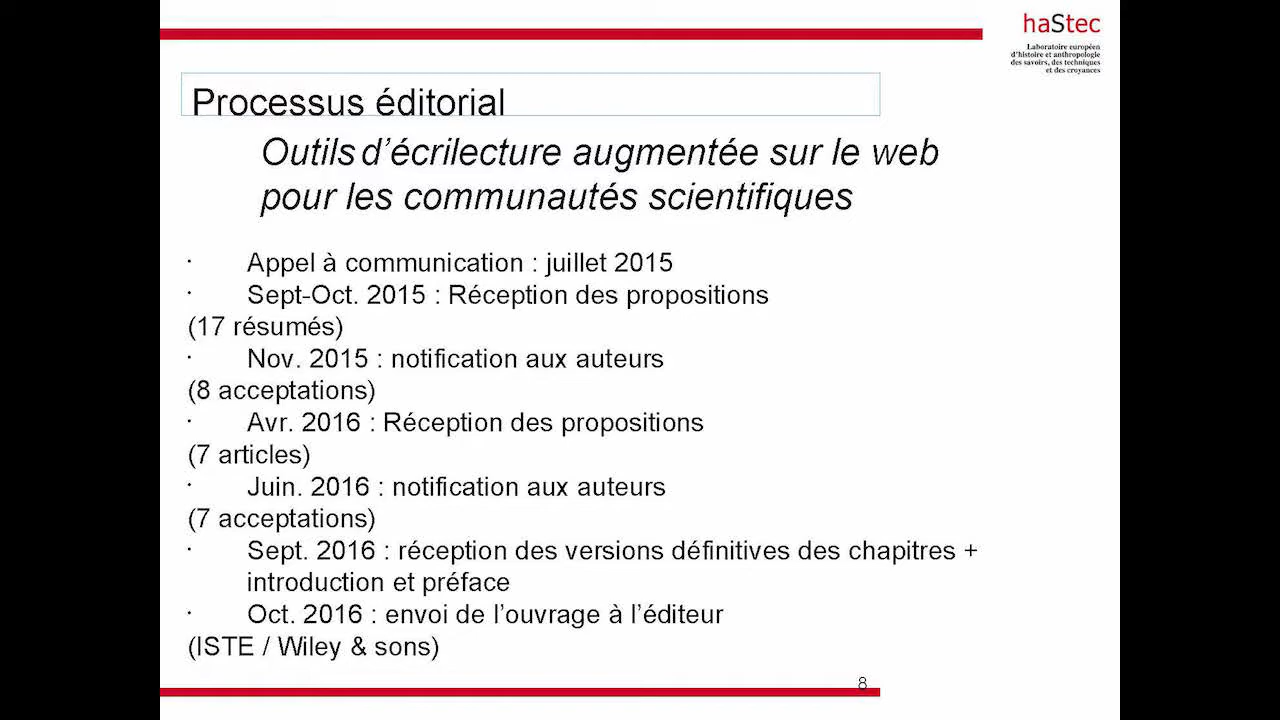 haStec
Laboratoire européen
d'histoire et anthropologie
des savoirs, des techniques
et des croyances
Processus éditorial
Outils d’écrilecture augmentée sur le web
pour les communautés scientifiques
· Appel à communication : juillet 2015
· Sept-Oct. 2015 : Réception des propositions
(17 résumés)
· Nov. 2015 : notification aux auteurs
(8 acceptations)
· Avr. 2016 : Réception des propositions
(7 articles)
· Juin. 2016 : notification aux auteurs
(7 acceptations)
· Sept. 2016 : réception des versions définitives des chapitres +
introduction et préface
· Oct. 2016 : envoi de l’ouvrage à l’éditeur
(ISTE / Wiley & sons)
8